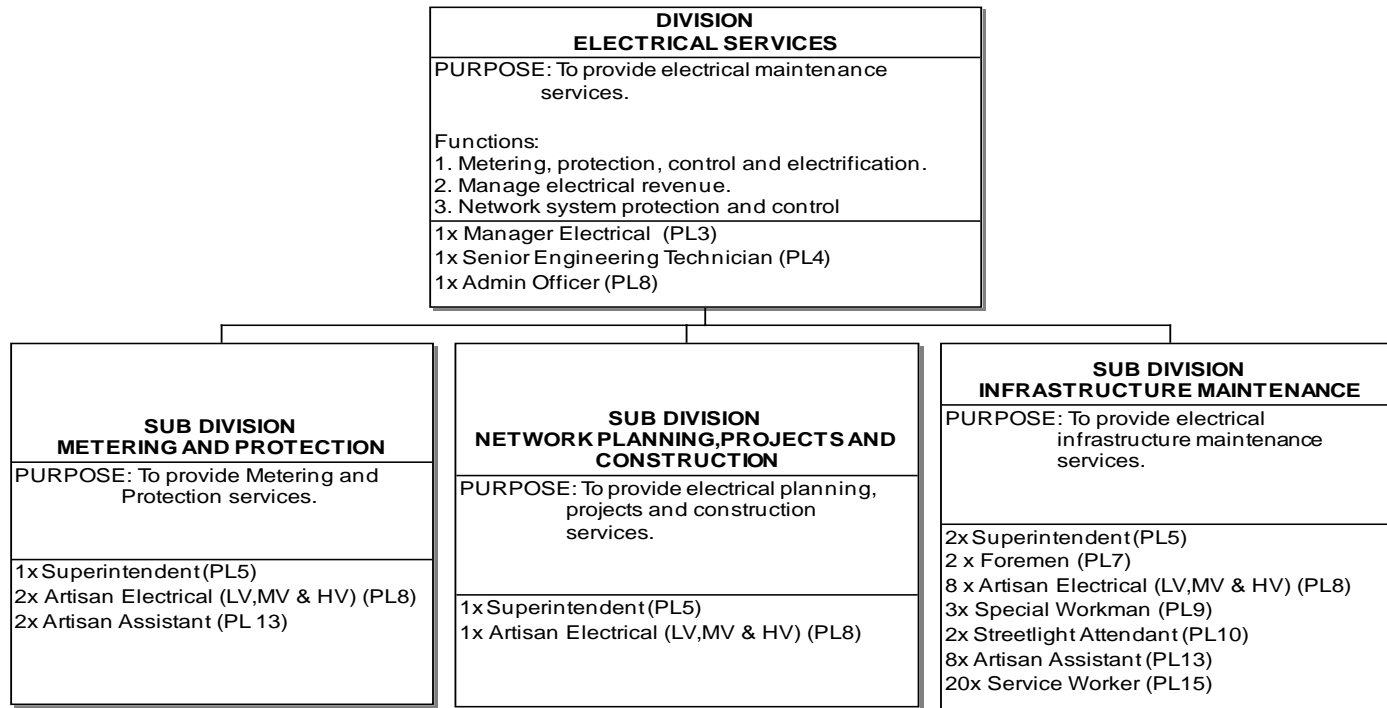 DIVISION
ELECTRICAL SERVICES
PURPOSE: To provide electrical maintenance
services.
Functions:
1. Metering, protection, control and electrification.
2. Manage electrical revenue.
3. Network system protection and control
1x Manager Electrical (PL3)
1x Senior Engineering Technician (PL4)
1x Admin Officer (PL8)
SUB DIVISION
METERING AND PROTECTION
PURPOSE: To provide Metering and
Protection services.
1x Superintendent (PL5)
2x Artisan Electrical (LV,MV & HV) (PL8)
2x Artisan Assistant (PL 13)
SUB DIVISION
NETWORK PLANNING,PROJECTS AND
CONSTRUCTION
PURPOSE: To provide electrical planning,
projects and construction
services.
1x Superintendent (PL5)
1x Artisan Electrical (LV,MV & HV) (PL8)
SUB DIVISION
INFRASTRUCTURE MAINTENANCE
PURPOSE: To provide electrical
infrastructure maintenance
services.
2x Superintendent (PL5)
2 x Foremen (PL7)
8 x Artisan Electrical (LV,MV & HV) (PL8)
3x Special Workman (PL9)
2x Streetlight Attendant (PL10)
8x Artisan Assistant (PL13)
20x Service Worker (PL15)